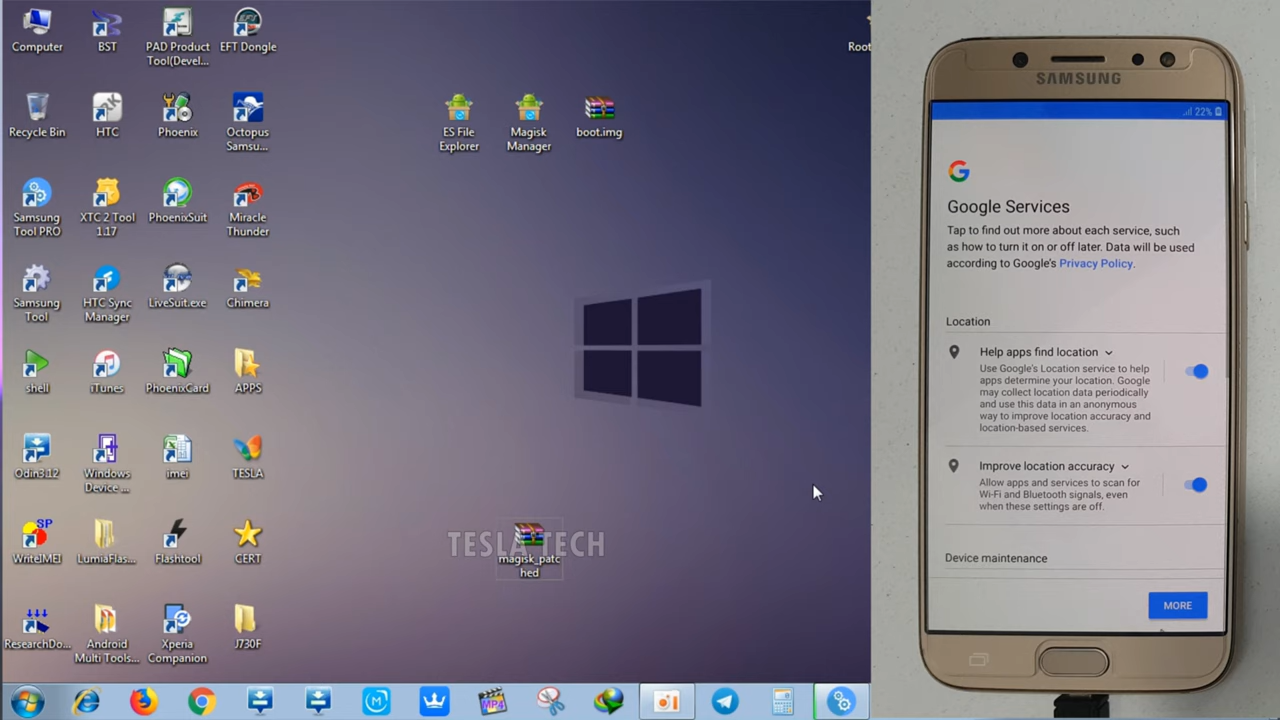 Computer
BST
PAD Product
Tool(Devel...
EFT Dongle
Root
Recycle Bin
HTC
Phoenix
Octopus
Samsu...
ES File
Explorer
Magisk
Manager
boot.img
Samsung
Tool PRO
XTC 2 Tool
1.17
PhoenixSuit
Miracle
Thunder
Samsung
Tool
HTC Sync
Manager
LiveSuit.exe
Chimera
shell
iTunes
PhoenixCard
APPS
Odin3.12
Windows
Device ...
imei
TESLA
SP
WriteIMEI
LumiaFlas...
Flashtool
CERT
TESLA TECH
magisk_patc
hed
ResearchDo...
Android
Multi Tools...
Xperia
Companion
J730F
MP4
SAMSUNG
22%
Google Services
Tap to find out more about each service, such
as how to turn it on or off later. Data will be used
according to Google's Privacy Policy.
Location
Help apps find location
Use Google's Location service to help
apps determine your location. Google
may collect location data periodically
and use this data in an anonymous
way to improve location accuracy and
location-based services.
Improve location accuracy
Allow apps and services to scan for
Wi-Fi and Bluetooth signals, even
when these settings are off.
Device maintenance
MORE